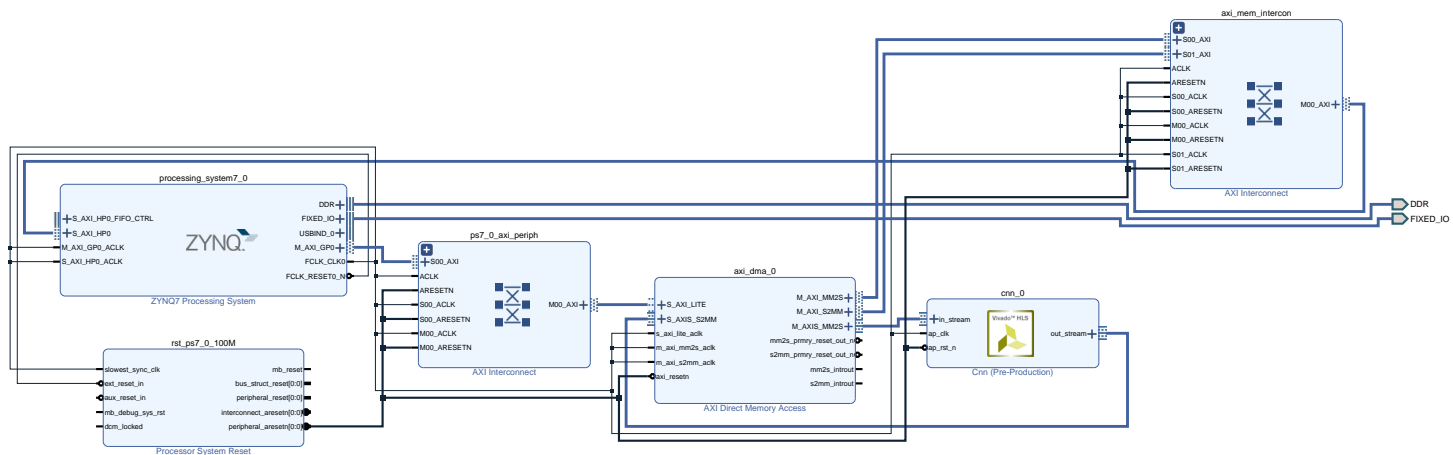 axi_mem_intercon
S00_AXI
S01_AXI
ACLK
ARESETN
S00_ACLK
S00_ARESETN
M00_ACLK
M00_ARESETN
S01_ACLK
S01_ARESETN
M00_AXI
AXI Interconnect
processing_system7_0
S_AXI_HP0_FIFO_CTRL
S_AXI_HP0
M_AXI_GP0_ACLK
S_AXI_HP0_ACLK
ZYNQ
DDR
FIXED_IO
USBIND_0
M_AXI_GP0
FCLK_CLK0
FCLK_RESET0_N
ZYNQ7 Processing System
DDR
FIXED_IO
ps7_0_axi_periph
S00_AXI
ACLK
ARESETN
S00_ACLK
S00_ARESETN
M00_ACLK
M00_ARESETN
M00_AXI
AXI Interconnect
axi_dma_0
S_AXI_LITE
S_AXIS_S2MM
s_axi_lite_aclk
m_axi_mm2s_aclk
m_axi_s2mm_aclk
axi_resetn
M_AXI_MM2S
M_AXI_S2MM
M_AXIS_MM2S
mm2s_prmry_reset_out_n
s2mm_prmry_reset_out_n
mm2s_introut
s2mm_introut
AXI Direct Memory Access
cnn_0
in_stream
ap_clk
ap_rst_n
Vivado™ HLS
out_stream
Cnn (Pre-Production)
rst_ps7_0_100M
slowest_sync_clk
ext_reset_in
aux_reset_in
mb_debug_sys_rst
dcm_locked
mb_reset
bus_struct_reset[0:0]
peripheral_reset[0:0]
interconnect_aresetn[0:0]
peripheral_aresetn[0:0]
Processor System Reset